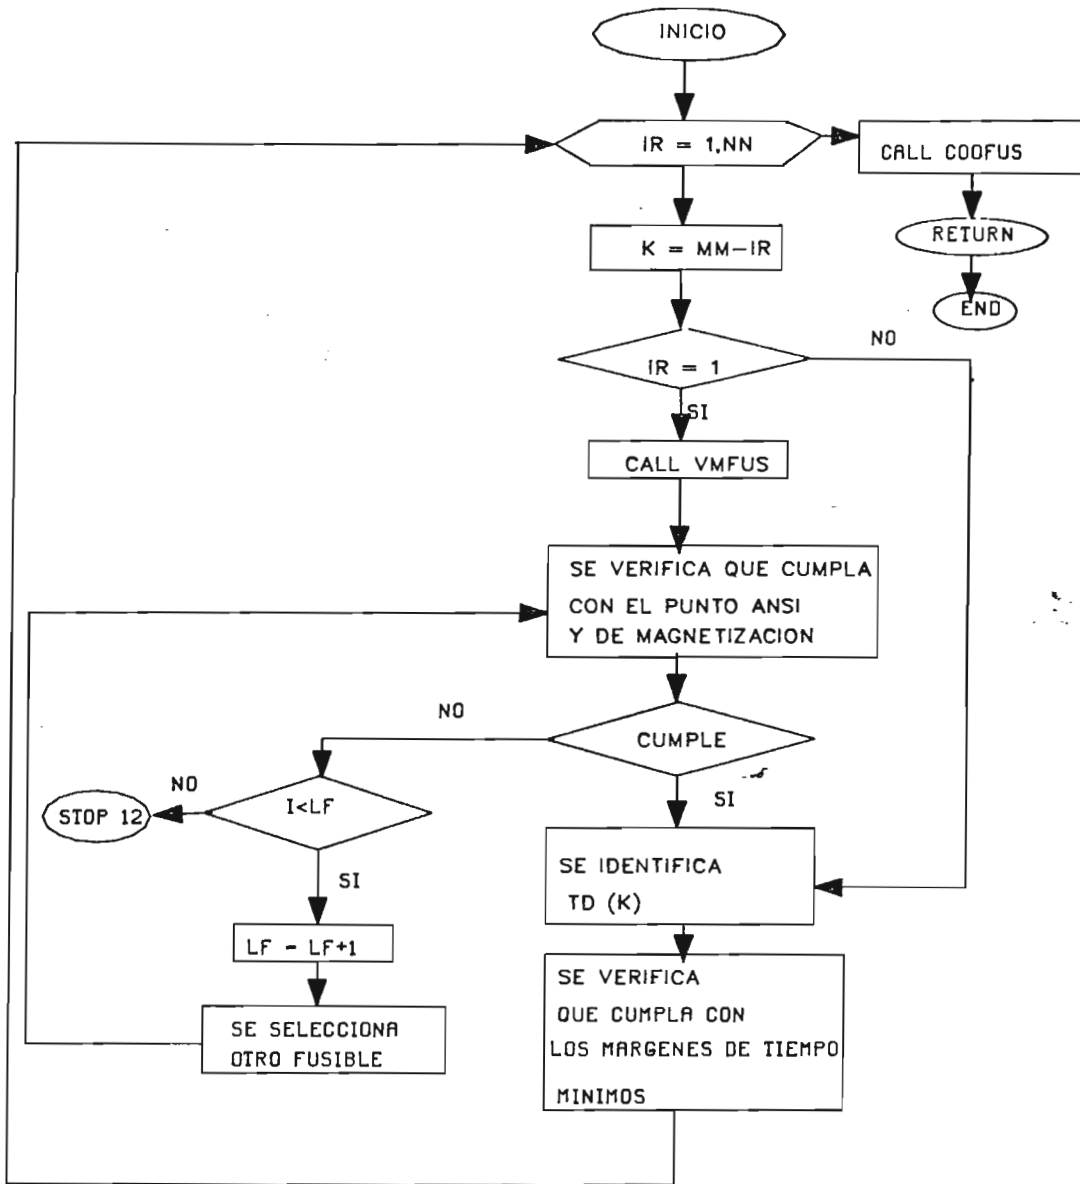 INICIO
IR = 1,NN
CALL COOFUS
K = MM-IR
RETURN
END
IR = 1
NO
SI
CALL VMFUS
SE VERIFICA QUE CUMPLA
CON EL PUNTO ANSI
Y DE MAGNETIZACION
NO
CUMPLE
SI
I<LF
NO
STOP 12
SI
LF - LF+1
SE SELECCIONA
OTRO FUSIBLE
SE IDENTIFICA
TD (K)
SE VERIFICA
QUE CUMPLA CON
LOS MARGENES DE TIEMPO
MINIMOS